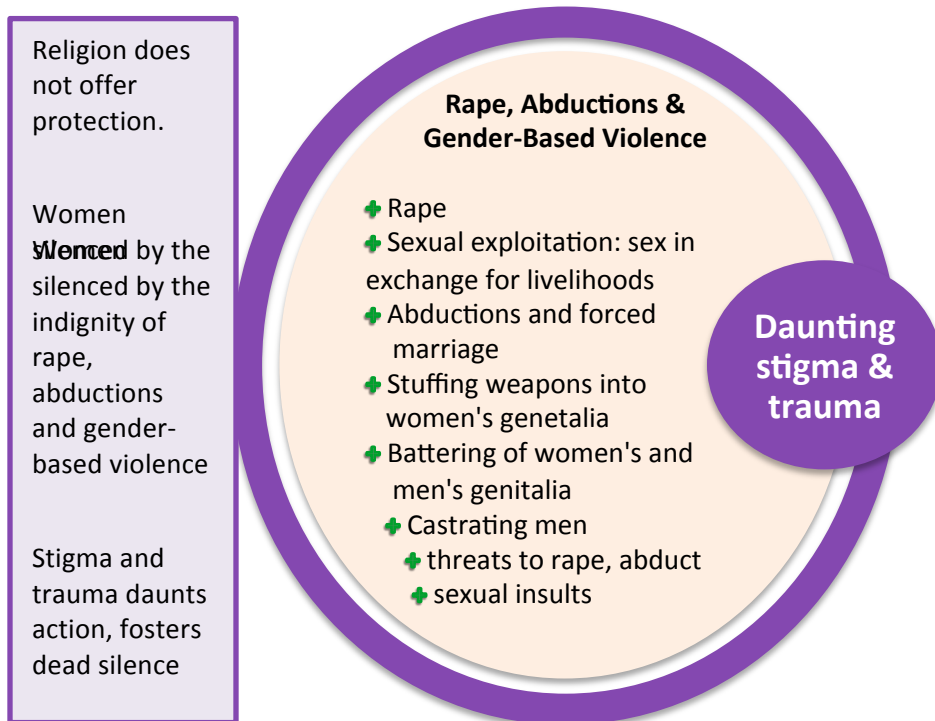 Religion does
not offer
protection.
Women
Women
silenced by the
silenced by the
indignity of
rape,
abductions
and gender-
based violence
Stigma and
trauma daunts
action, fosters
dead silence
Rape, Abductions &
Gender-Based Violence
Rape
Sexual exploitation: sex in
exchange for livelihoods
Abductions and forced
marriage
Stuffing weapons into
women's genetalia
Battering of women's and
men's genitalia
Castrating men
threats to rape, abduct
sexual insults
Daunting
stigma &
trauma